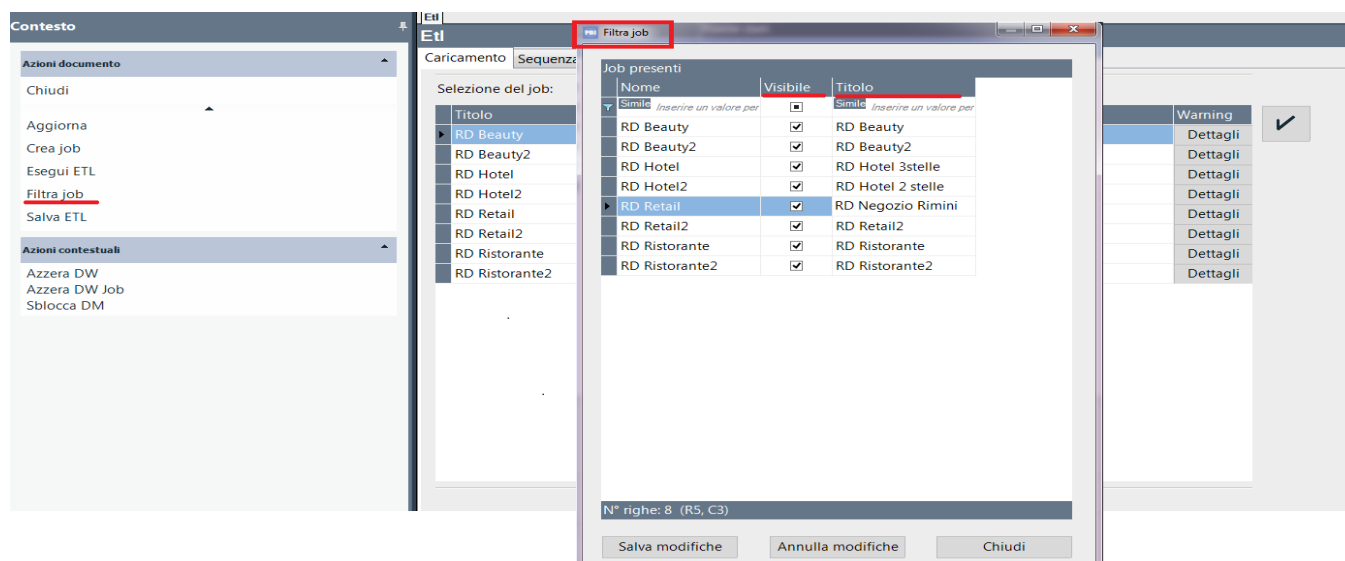 Contesto
Azioni documento
Chiudi
Aggiorna
Crea job
Esegui ETL
Filtra job
Salva ETL
Azioni contestuali
Azzera DW
Azzera DW Job
Sblocca DM
Etl
Etl
Caricamento Sequenza
Selezione del job:
Titolo
RD Beauty
RD Beauty2
RD Hotel
RD Hotel2
RD Retail
RD Retail2
RD Ristorante
RD Ristorante2
PBI Filtra job
Job presenti
Nome Visibile Titolo
Simile Inserire un valore per Simile Inserire un valore per
RD Beauty RD Beauty
RD Beauty2 RD Beauty2
RD Hotel RD Hotel 3stelle
RD Hotel2 RD Hotel 2 stelle
RD Retail RD Negozio Rimini
RD Retail2 RD Retail2
RD Ristorante RD Ristorante
RD Ristorante2 RD Ristorante2
N° righe: 8 (R5, C3)
Salva modifiche Annulla modifiche Chiudi
Warning
Dettagli
Dettagli
Dettagli
Dettagli
Dettagli
Dettagli
Dettagli
Dettagli